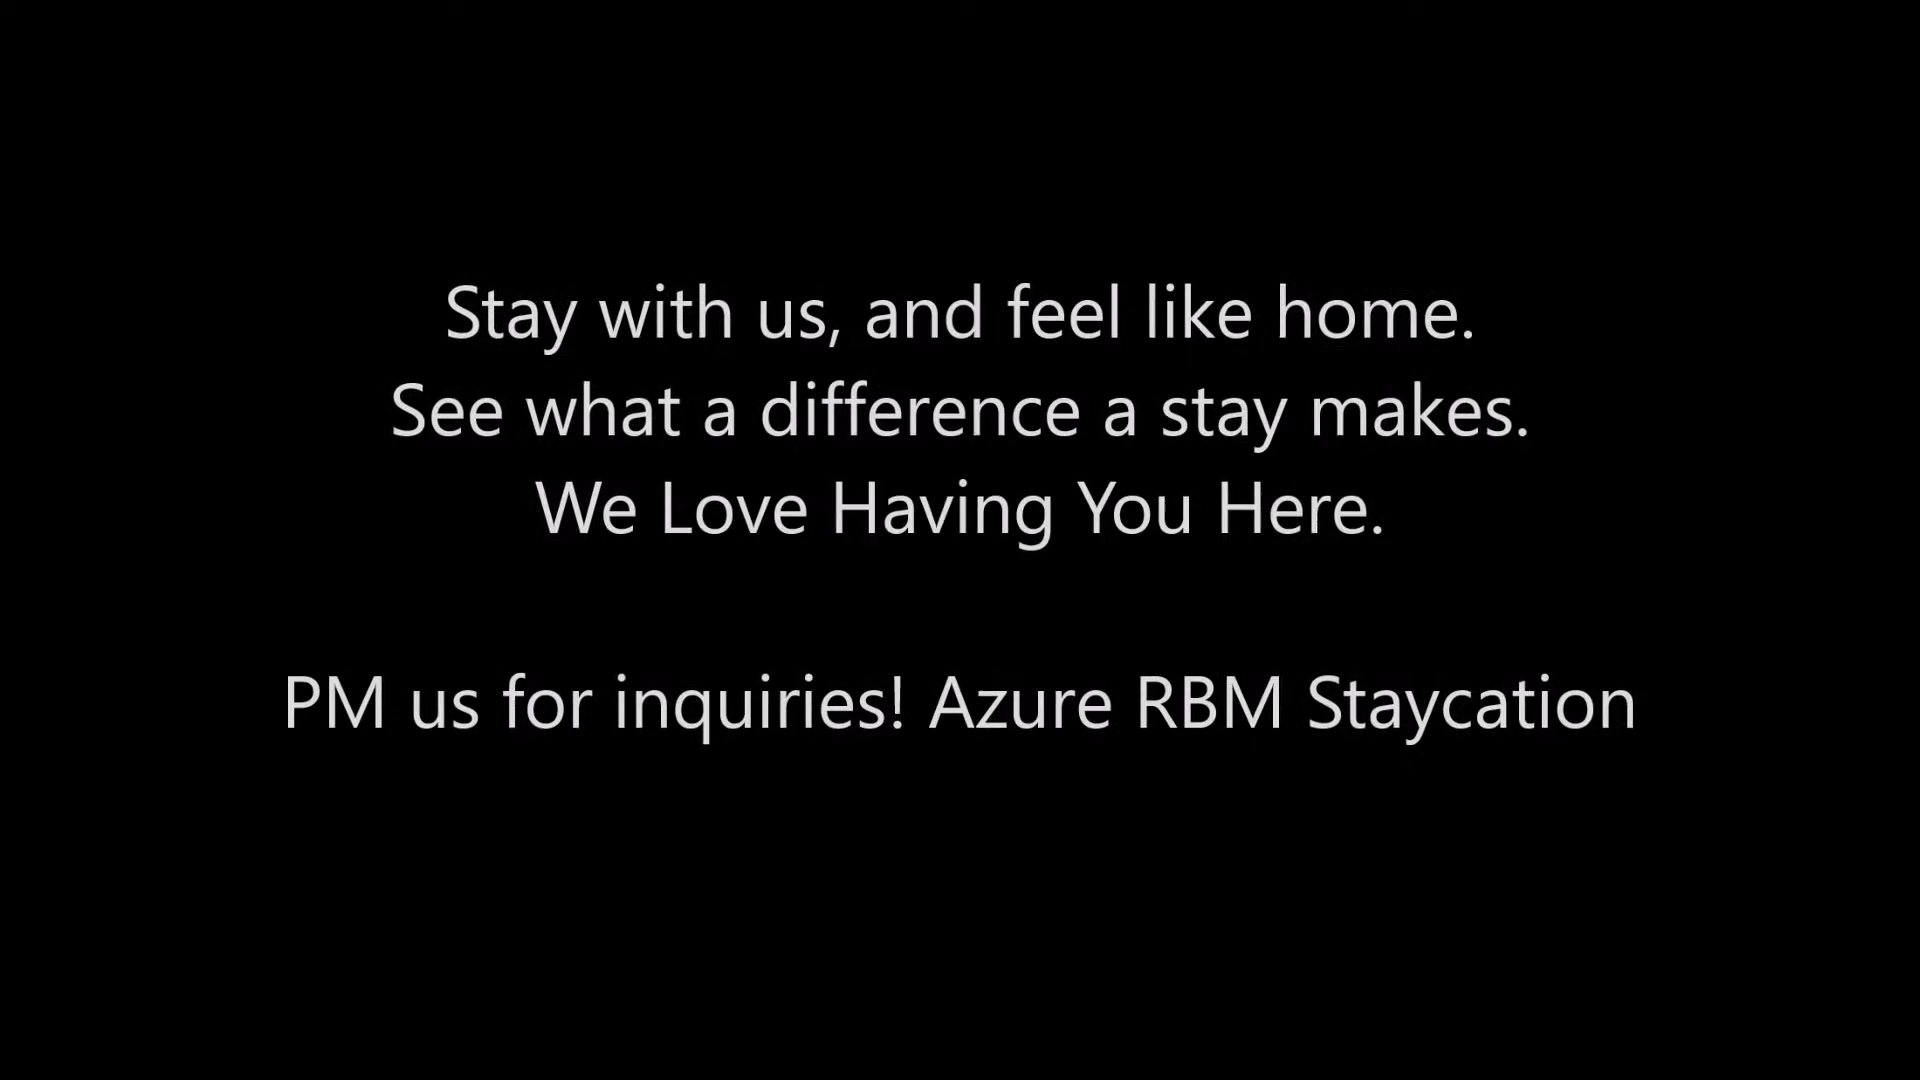 Stay with us, and feel like home.
See what a difference a stay makes.
We Love Having You Here.
PM us for inquiries! Azure RBM Staycation